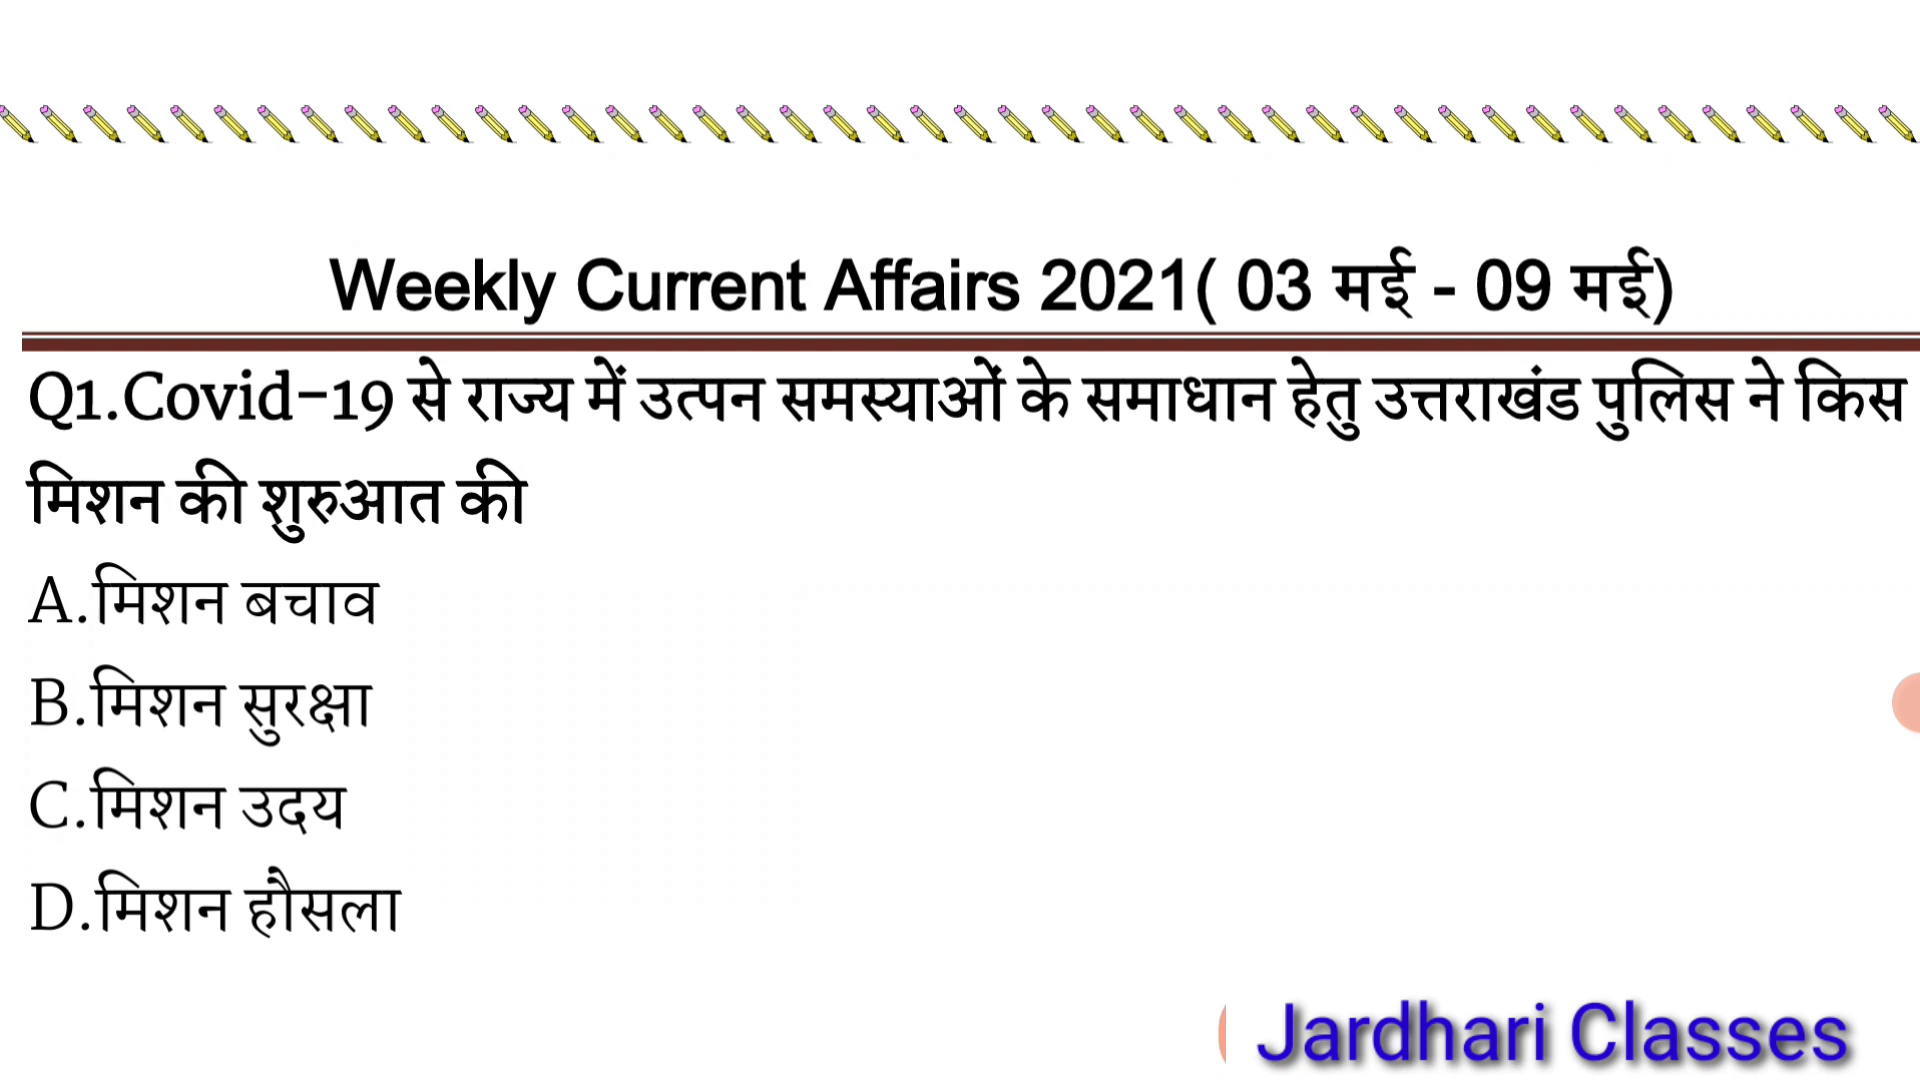 Weekly Current Affairs 2021( 03 मई - 09 मई)
Q1.Covid-19 से राज्य में उत्पन समस्याओं के समाधान हेतु उत्तराखंड पुलिस ने किस
मिशन की शुरुआत की
A.मिशन बचाव
B.मिशन सुरक्षा
C.मिशन उदय
D.मिशन हौसला
Jardhari Classes